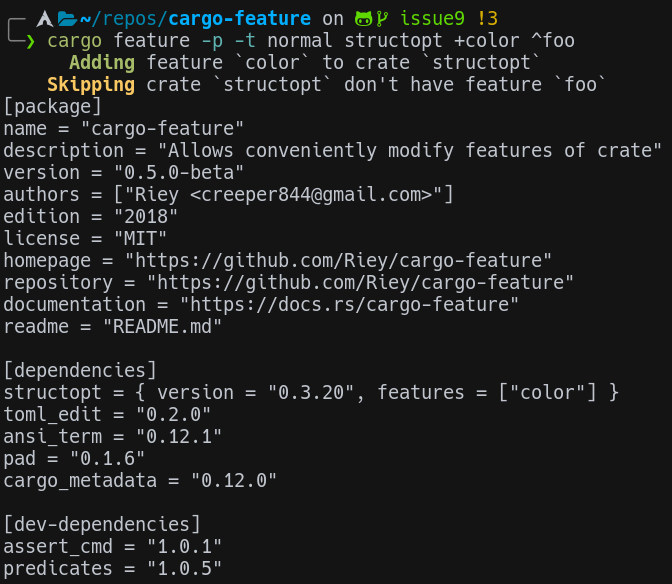 ~/repos/cargo-feature on issue9 !3
❯ cargo feature -p -t normal structopt +color ^foo
Adding feature `color` to crate `structopt`
Skipping crate `structopt` don't have feature `foo`
[package]
name = "cargo-feature"
description = "Allows conveniently modify features of crate"
version = "0.5.0-beta"
authors = ["Riey <creeper844@gmail.com>"]
edition = "2018"
license = "MIT"
homepage = "https://github.com/Riey/cargo-feature"
repository = "https://github.com/Riey/cargo-feature"
documentation = "https://docs.rs/cargo-feature"
readme = "README.md"
[dependencies]
structopt = { version = "0.3.20", features = ["color"] }
toml_edit = "0.2.0"
ansi_term = "0.12.1"
pad = "0.1.6"
cargo_metadata = "0.12.0"
[dev-dependencies]
assert_cmd = "1.0.1"
predicates = "1.0.5"